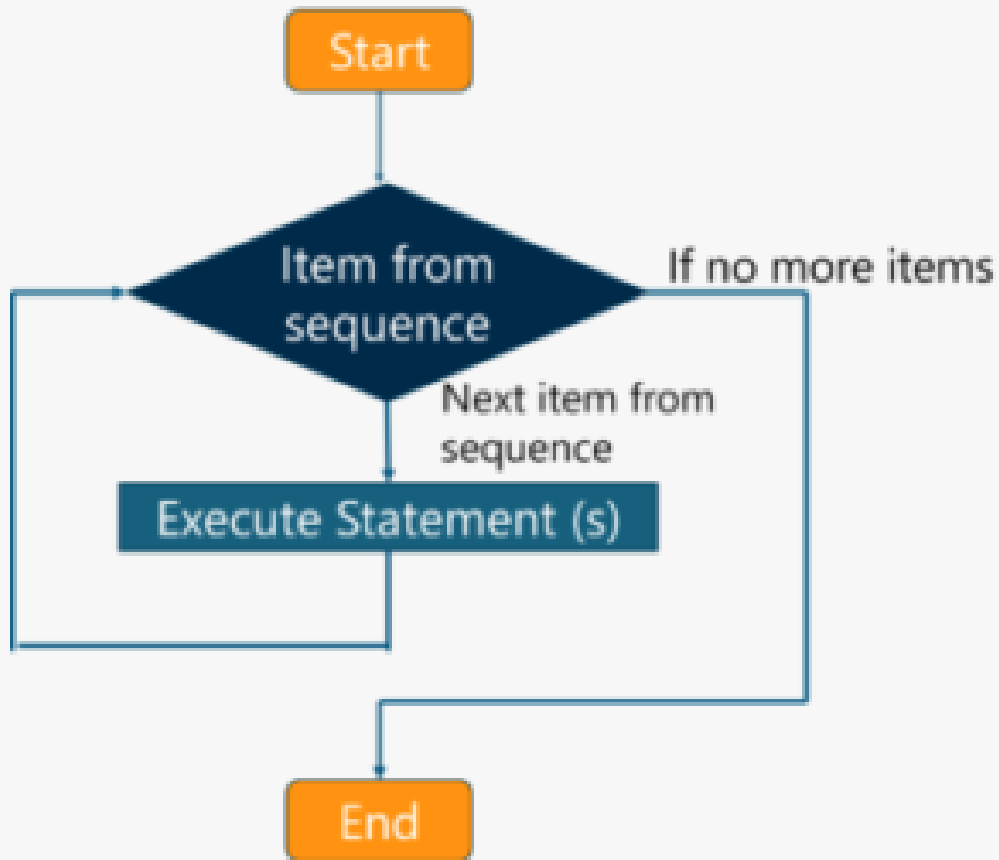 Start
Item from
sequence
If no more items
Next item from
sequence
Execute Statement (s)
End